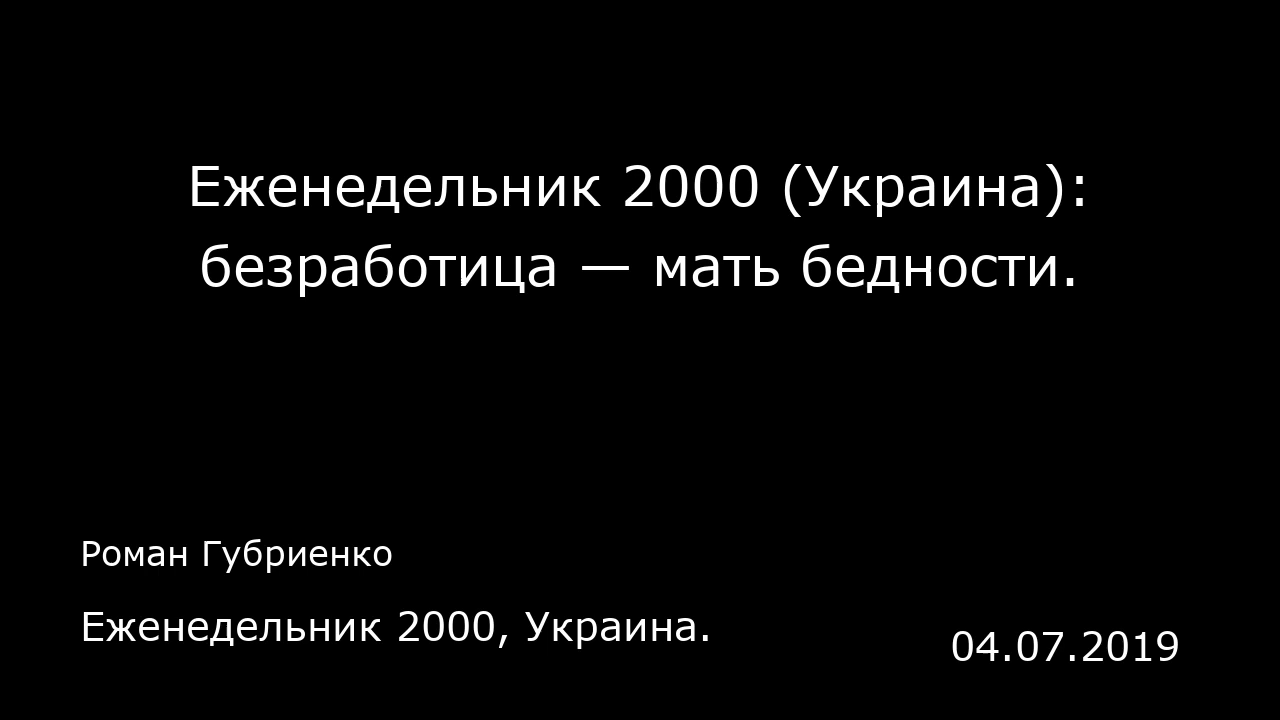 Еженедельник 2000 (Украина):
безработица — мать бедности.
Роман Губриенко
Еженедельник 2000, Украина.
04.07.2019